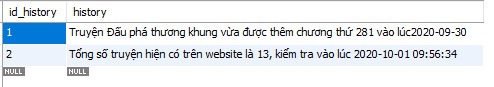 id_history history
1 Truyện Đấu phá thương khung vừa được thêm chương thứ 281 vào lúc2020-09-30
2 Tổng số truyện hiện có trên website là 13, kiểm tra vào lúc 2020-10-01 09:56:34
NULL NULL